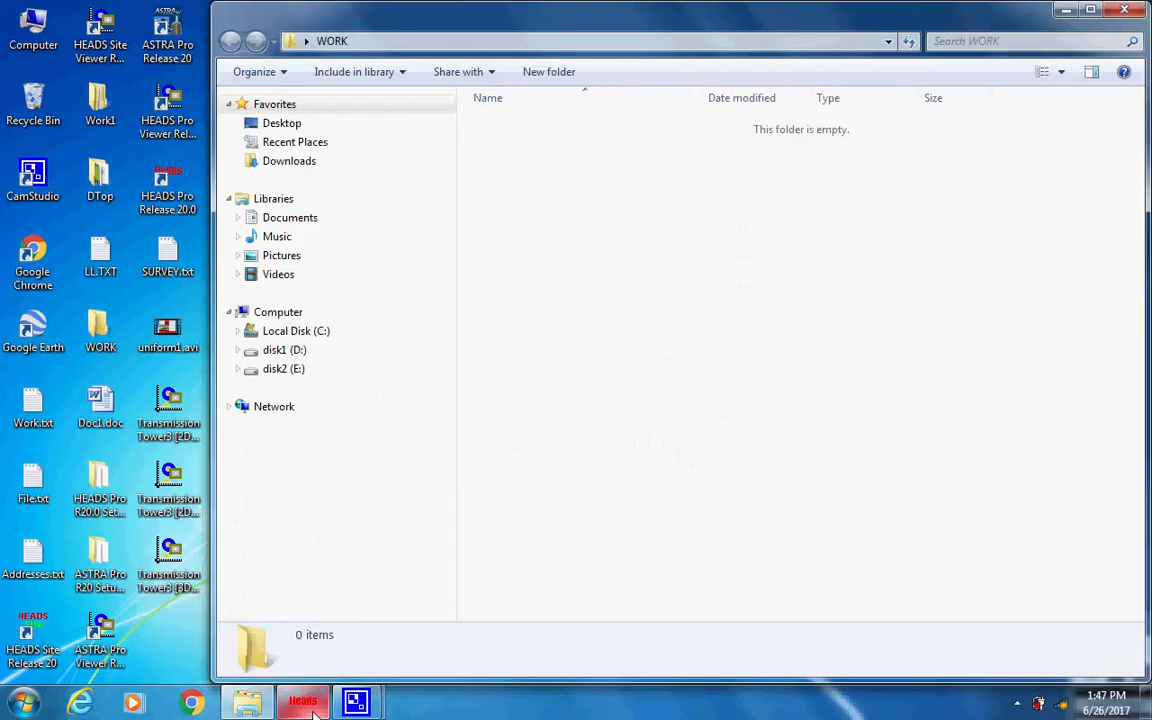 Computer
HEADS Site
Viewer R...
ASTRA Pro
Release 20
Recycle Bin
Work1
HEADS Pro
Viewer Rel...
CamStudio
DTop
HEADS Pro
Release 20.0
Google
Chrome
LL.TXT
SURVEY.txt
Google Earth
WORK
uniform1.avi
Work.txt
Doc1.doc
Transmission
Tower3 [2D...
File.txt
HEADS Pro
R20.0 Set...
Transmission
Tower3 [2D...
Addresses.txt
ASTRA Pro
R20 Setu...
Transmission
Tower3 [3D...
HEADS
HEADS Site
Release 20
ASTRA Pro
Viewer R...
WORK
Search WORK
Organize
Include in library
Share with
New folder
Favorites
Desktop
Recent Places
Downloads
Libraries
Documents
Music
Pictures
Videos
Computer
Local Disk (C:)
disk1 (D:)
disk2 (E:)
Network
Name
Date modified
Type
Size
This folder is empty.
0 items
Heads
1:47 PM
6/26/2017